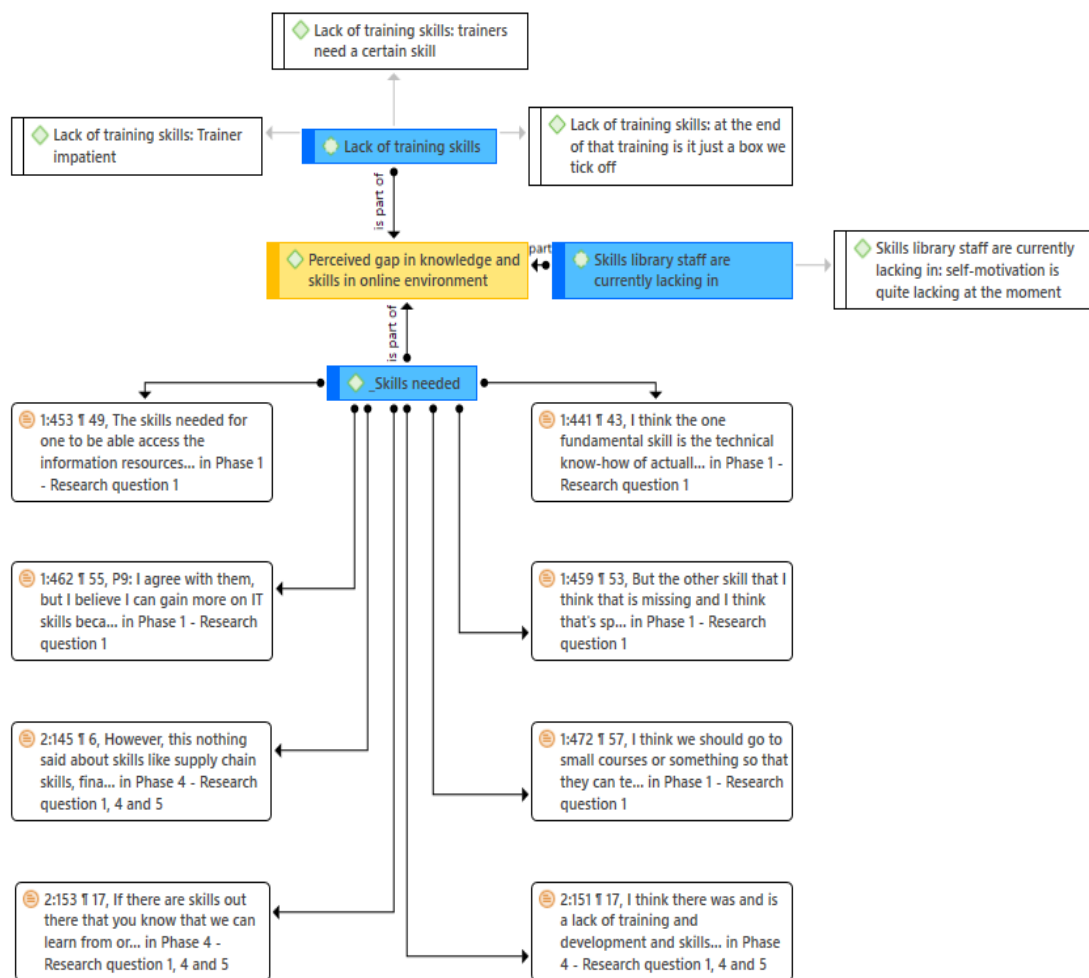 Lack of training skills: trainers
need a certain skill
Lack of training skills: Trainer
impatient
Lack of training skills
Lack of training skills: at the end
of that training is it just a box we
tick off
is part of
Perceived gap in knowledge and
skills in online environment
part
Skills library staff are
currently lacking in
Skills library staff are currently
lacking in: self-motivation is
quite lacking at the moment
is part of
_Skills needed
1:453 ¶ 49, The skills needed for
one to be able access the
information resources... in Phase 1
- Research question 1
1:441 ¶ 43, I think the one
fundamental skill is the technical
know-how of actuall... in Phase 1 -
Research question 1
1:462 ¶ 55, P9: I agree with them,
but I believe I can gain more on IT
skills beca... in Phase 1 - Research
question 1
1:459 ¶ 53, But the other skill that I
think that is missing and I think
that's sp... in Phase 1 - Research
question 1
2:145 ¶ 6, However, this nothing
said about skills like supply chain
skills, fina... in Phase 4 - Research
question 1, 4 and 5
1:472 ¶ 57, I think we should go to
small courses or something so that
they can te... in Phase 1 - Research
question 1
2:153 ¶ 17, If there are skills out
there that you know that we can
learn from or... in Phase 4 -
Research question 1, 4 and 5
2:151 ¶ 17, I think there was and is
a lack of training and
development and skills... in Phase
4 - Research question 1, 4 and 5